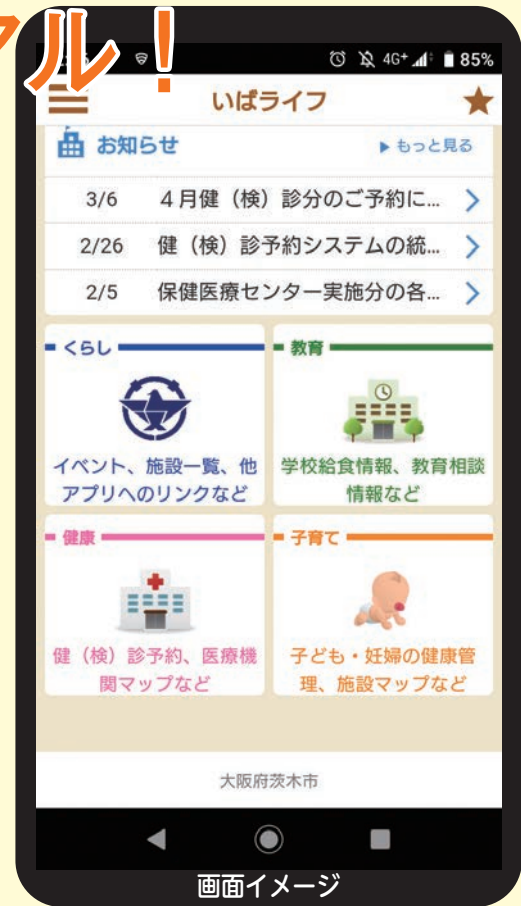 アル！
4G+ 85%
いばライフ
お知らせ
▶ もっと見る
3/6 4月健（検）診分のご予約に...
2/26 健（検）診予約システムの統...
2/5 保健医療センター実施分の各...
くらし
イベント、施設一覧、他
アプリへのリンクなど
教育
学校給食情報、教育相談
情報など
健康
健（検）診予約、医療機
関マップなど
子育て
子ども・妊婦の健康管
理、施設マップなど
大阪府茨木市
画面イメージ